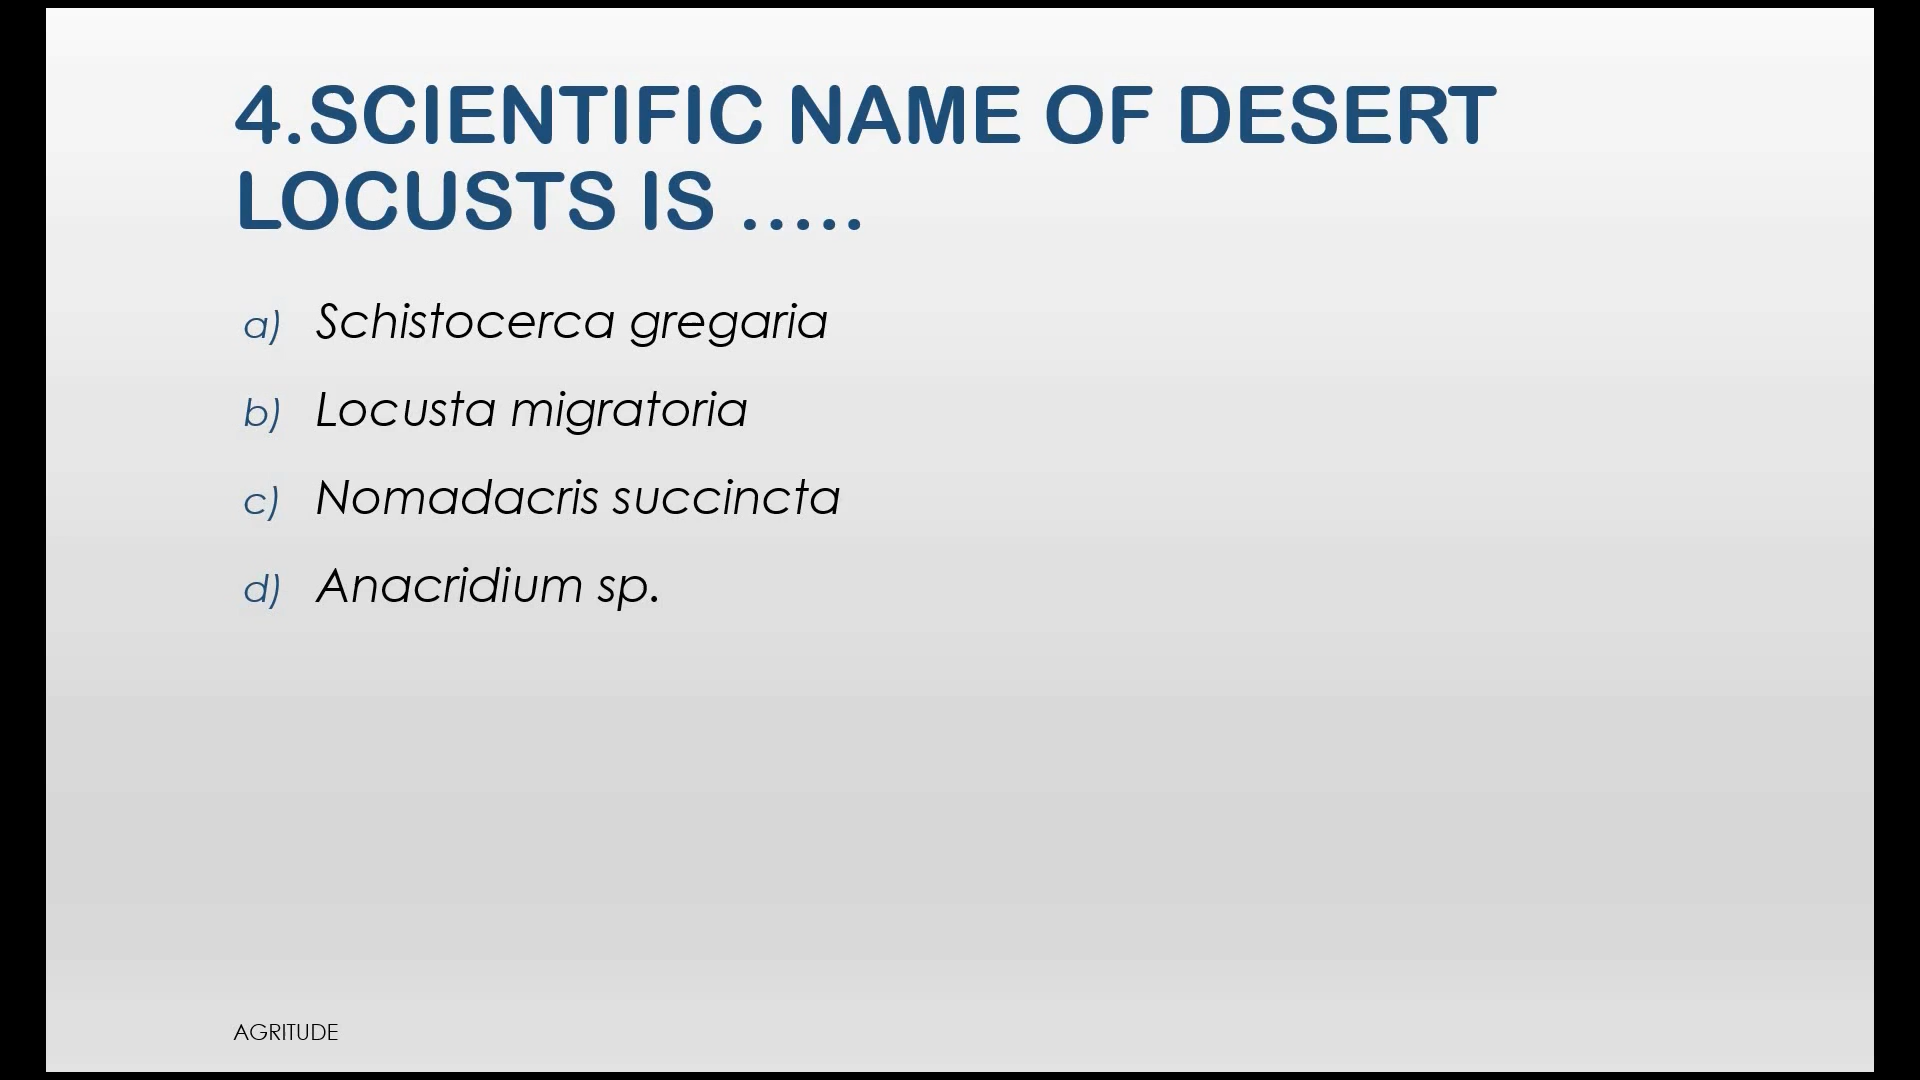 4.SCIENTIFIC NAME OF DESERT
LOCUSTS IS .....
a) Schistocerca gregaria
b) Locusta migratoria
c) Nomadacris succincta
d) Anacridium sp.
AGRITUDE